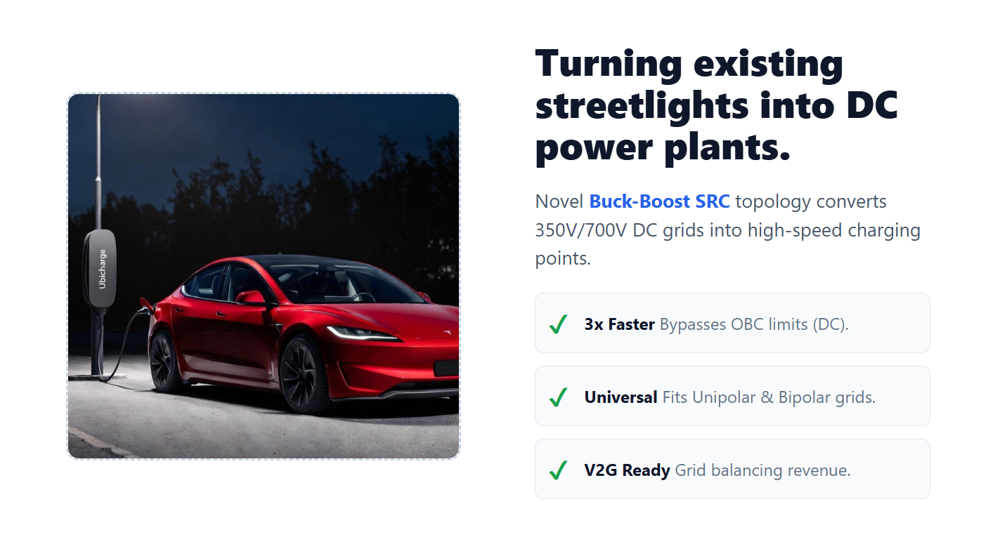 Ubicharge
Turning existing
streetlights into DC
power plants.
Novel Buck-Boost SRC topology converts
350V/700V DC grids into high-speed charging
points.
✓ 3x Faster Bypasses OBC limits (DC).
✓ Universal Fits Unipolar & Bipolar grids.
✓ V2G Ready Grid balancing revenue.